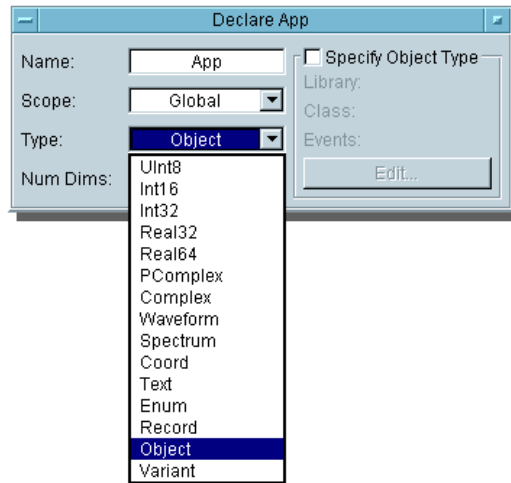 Declare App
Name: App
Scope: Global
Type: Object
Num Dims:
Specify Object Type
Library:
Class:
Events:
Edit...
UInt8
Int16
Int32
Real32
Real64
PComplex
Complex
Waveform
Spectrum
Coord
Text
Enum
Record
Object
Variant